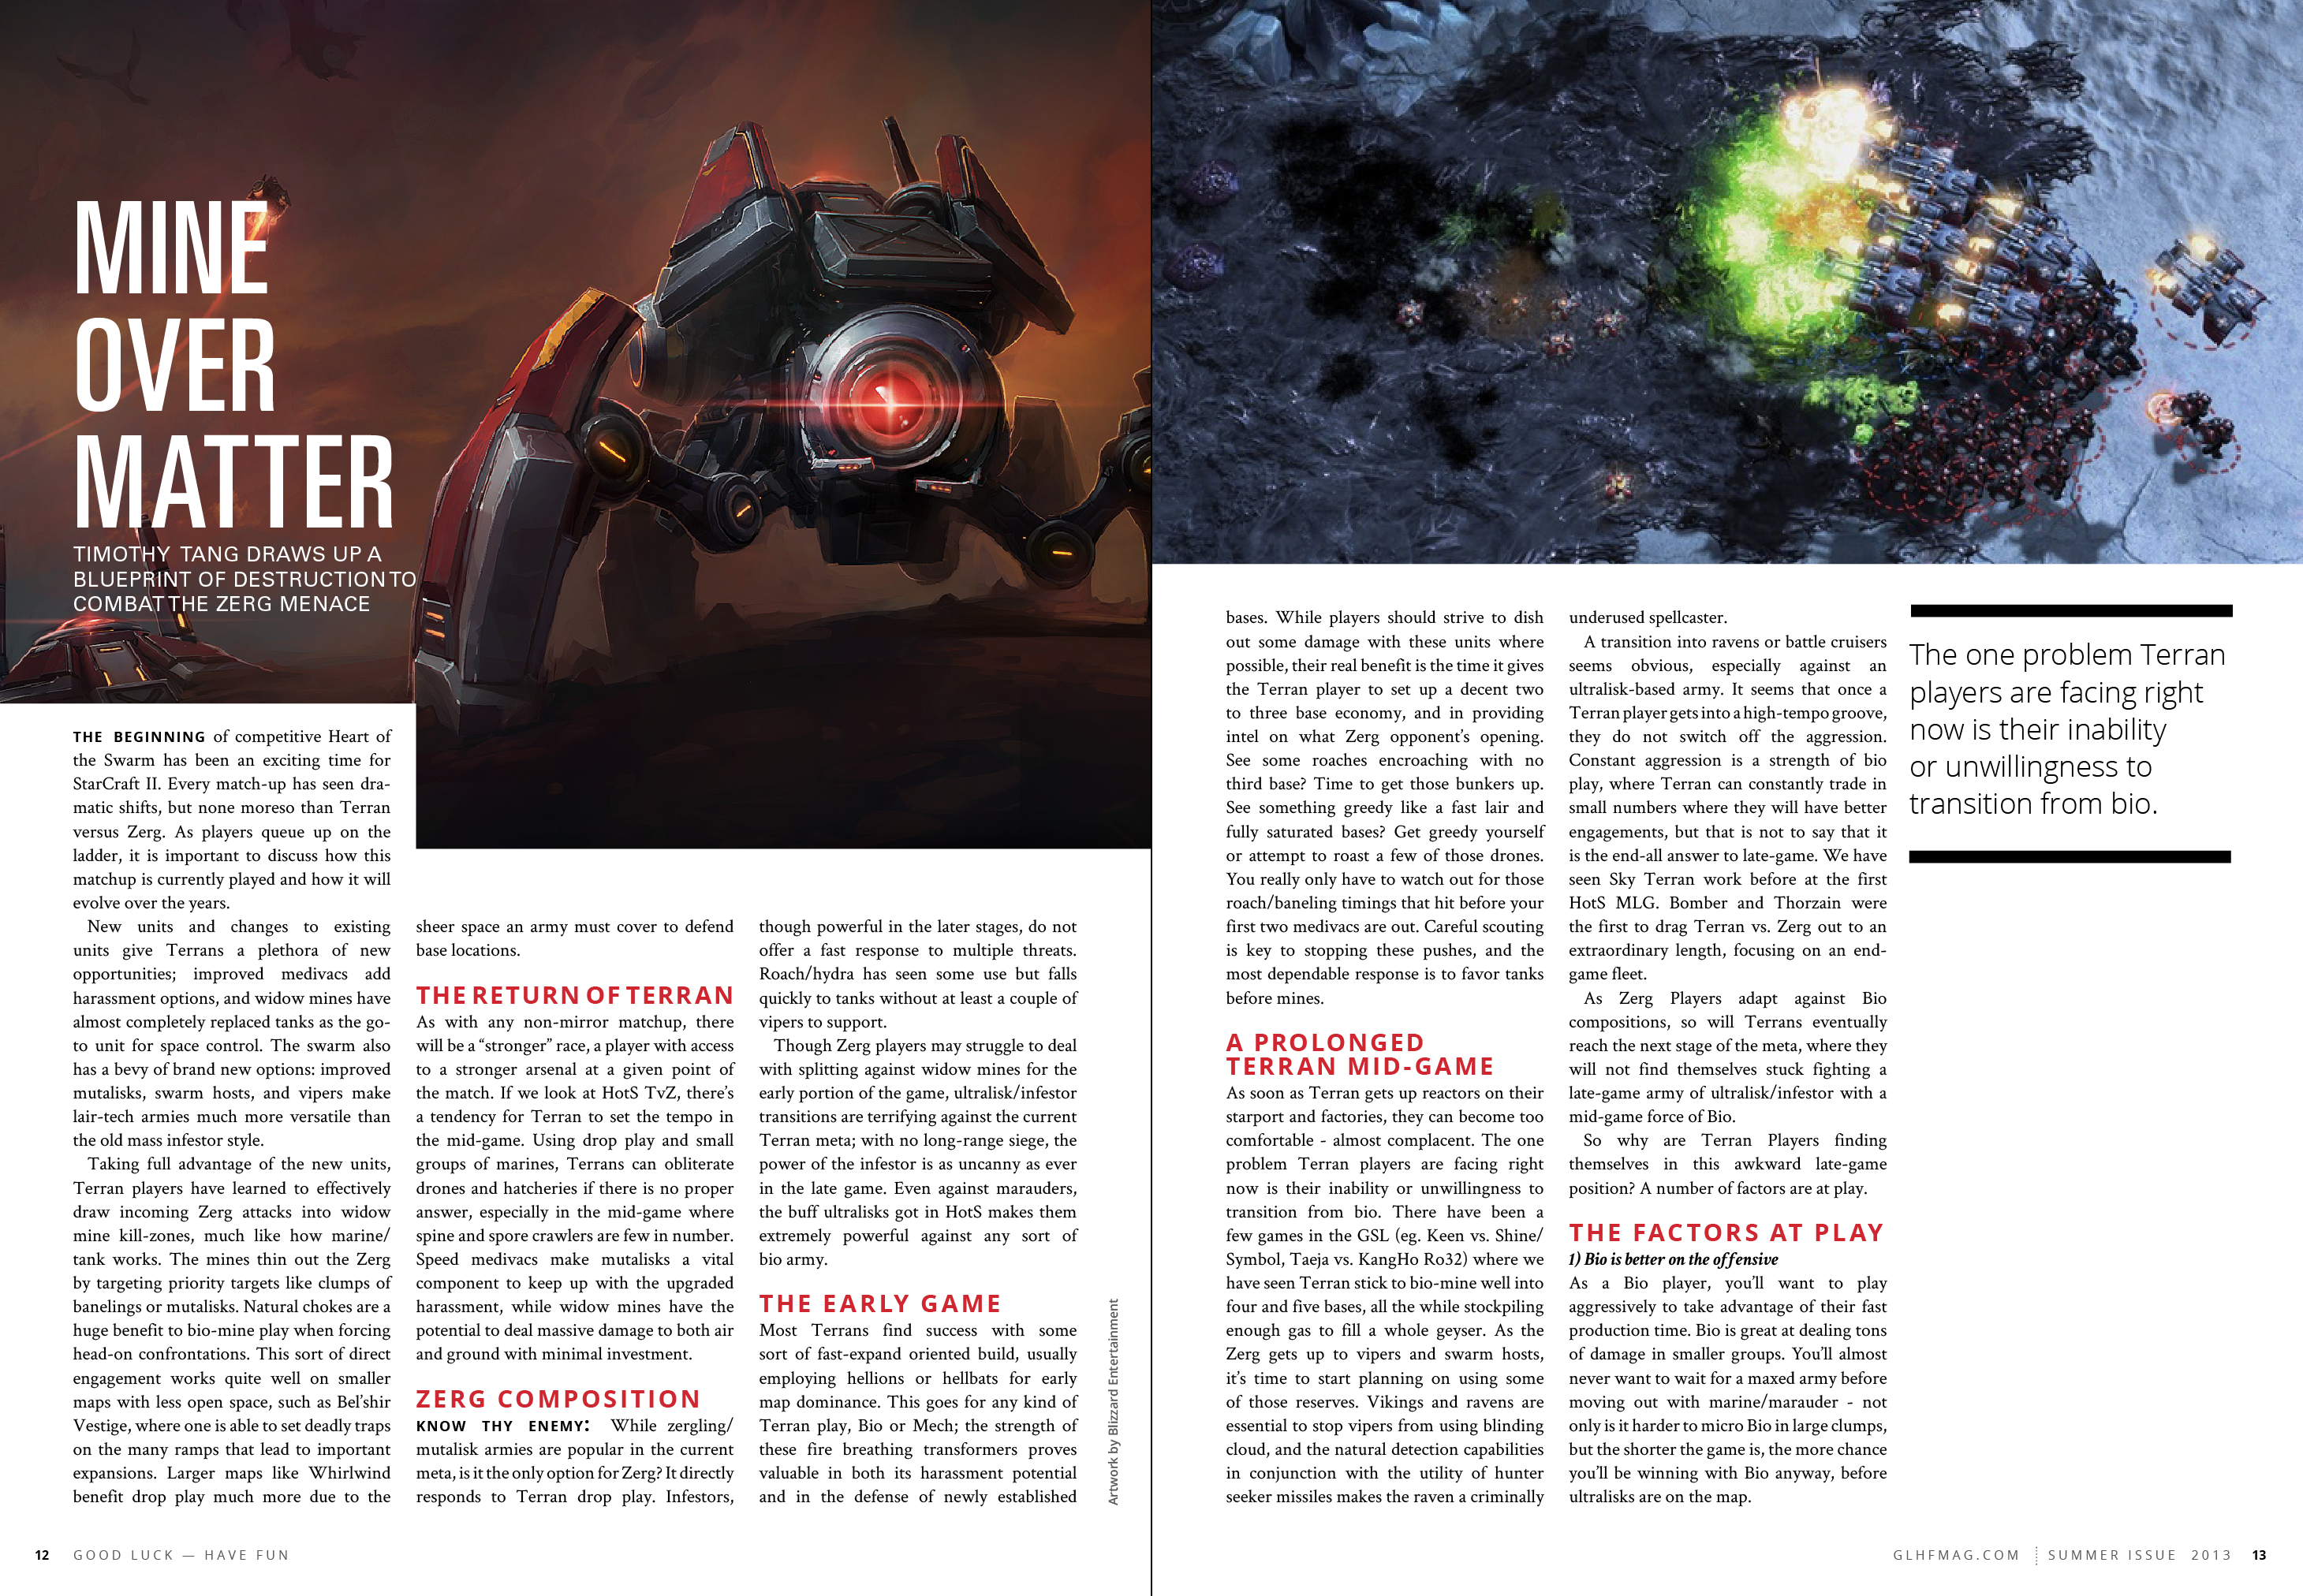 MINE
OVER
MATTER
TIMOTHY TANG DRAWS UP A
BLUEPRINT OF DESTRUCTION TO
COMBAT THE ZERG MENACE
THE BEGINNING of competitive Heart of
the Swarm has been an exciting time for
StarCraft II. Every match-up has seen dra-
matic shifts, but none moreso than Terran
versus Zerg. As players queue up on the
ladder, it is important to discuss how this
matchup is currently played and how it will
evolve over the years.
New units and changes to existing
units give Terrans a plethora of new
opportunities; improved medivacs add
harassment options, and widow mines have
almost completely replaced tanks as the go-
to unit for space control. The swarm also
has a bevy of brand new options: improved
mutalisks, swarm hosts, and vipers make
lair-tech armies much more versatile than
the old mass infestor style.
Taking full advantage of the new units,
Terran players have learned to effectively
draw incoming Zerg attacks into widow
mine kill-zones, much like how marine/
tank works. The mines thin out the Zerg
by targeting priority targets like clumps of
banelings or mutalisks. Natural chokes are a
huge benefit to bio-mine play when forcing
head-on confrontations. This sort of direct
engagement works quite well on smaller
maps with less open space, such as Bel'shir
Vestige, where one is able to set deadly traps
on the many ramps that lead to important
expansions. Larger maps like Whirlwind
benefit drop play much more due to the
sheer space an army must cover to defend
base locations.
THE RETURN OF TERRAN
As with any non-mirror matchup, there
will be a “stronger” race, a player with access
to a stronger arsenal at a given point of
the match. If we look at HotS TvZ, there’s
a tendency for Terran to set the tempo in
the mid-game. Using drop play and small
groups of marines, Terrans can obliterate
drones and hatcheries if there is no proper
answer, especially in the mid-game where
spine and spore crawlers are few in number.
Speed medivacs make mutalisks a vital
component to keep up with the upgraded
harassment, while widow mines have the
potential to deal massive damage to both air
and ground with minimal investment.
ZERG COMPOSITION
KNOW THY ENEMY: While zergling/
mutalisk armies are popular in the current
meta, is it the only option for Zerg? It directly
responds to Terran drop play. Infestors,
though powerful in the later stages, do not
offer a fast response to multiple threats.
Roach/hydra has seen some use but falls
quickly to tanks without at least a couple of
vipers to support.
Though Zerg players may struggle to deal
with splitting against widow mines for the
early portion of the game, ultralisk/infestor
transitions are terrifying against the current
Terran meta; with no long-range siege, the
power of the infestor is as uncanny as ever
in the late game. Even against marauders,
the buff ultralisks got in HotS makes them
extremely powerful against any sort of
bio army.
THE EARLY GAME
Most Terrans find success with some
sort of fast-expand oriented build, usually
employing hellions or hellbats for early
map dominance. This goes for any kind of
Terran play, Bio or Mech; the strength of
these fire breathing transformers proves
valuable in both its harassment potential
and in the defense of newly established
Artwork by Blizzard Entertainment
12 GOOD LUCK — HAVE FUN
bases. While players should strive to dish
out some damage with these units where
possible, their real benefit is the time it gives
the Terran player to set up a decent two
to three base economy, and in providing
intel on what Zerg opponent’s opening.
See some roaches encroaching with no
third base? Time to get those bunkers up.
See something greedy like a fast lair and
fully saturated bases? Get greedy yourself
or attempt to roast a few of those drones.
You really only have to watch out for those
roach/baneling timings that hit before your
first two medivacs are out. Careful scouting
is key to stopping these pushes, and the
most dependable response is to favor tanks
before mines.
A PROLONGED
TERRAN MID-GAME
As soon as Terran gets up reactors on their
starport and factories, they can become too
comfortable - almost complacent. The one
problem Terran players are facing right
now is their inability or unwillingness to
transition from bio. There have been a
few games in the GSL (eg. Keen vs. Shine/
Symbol, Taeja vs. KangHo Ro32) where we
have seen Terran stick to bio-mine well into
four and five bases, all the while stockpiling
enough gas to fill a whole geyser. As the
Zerg gets up to vipers and swarm hosts,
it’s time to start planning on using some
of those reserves. Vikings and ravens are
essential to stop vipers from using blinding
cloud, and the natural detection capabilities
in conjunction with the utility of hunter
seeker missiles makes the raven a criminally
underused spellcaster.
A transition into ravens or battle cruisers
seems obvious, especially against an
ultralisk-based army. It seems that once a
Terran player gets into a high-tempo groove,
they do not switch off the aggression.
Constant aggression is a strength of bio
play, where Terran can constantly trade in
small numbers where they will have better
engagements, but that is not to say that it
is the end-all answer to late-game. We have
seen Sky Terran work before at the first
HotS MLG. Bomber and Thorzain were
the first to drag Terran vs. Zerg out to an
extraordinary length, focusing on an end-
game fleet.
As Zerg Players adapt against Bio
compositions, so will Terrans eventually
reach the next stage of the meta, where they
will not find themselves stuck fighting a
late-game army of ultralisk/infestor with a
mid-game force of Bio.
So why are Terran Players finding
themselves in this awkward late-game
position? A number of factors are at play.
THE FACTORS AT PLAY
1) Bio is better on the offensive
As a Bio player, you’ll want to play
aggressively to take advantage of their fast
production time. Bio is great at dealing tons
of damage in smaller groups. You’ll almost
never want to wait for a maxed army before
moving out with marine/marauder - not
only is it harder to micro Bio in large clumps,
but the shorter the game is, the more chance
you’ll be winning with Bio anyway, before
ultralisks are on the map.
The one problem Terran
players are facing right
now is their inability
or unwillingness to
transition from bio.
GLHFMAG.COM SUMMER ISSUE 2013 13